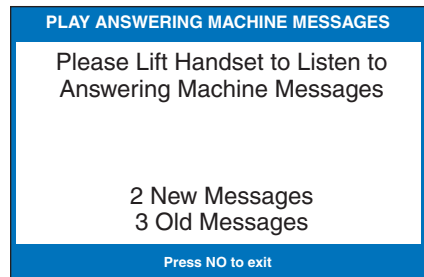 PLAY ANSWERING MACHINE MESSAGES
Please Lift Handset to Listen to
Answering Machine Messages
2 New Messages
3 Old Messages
Press NO to exit